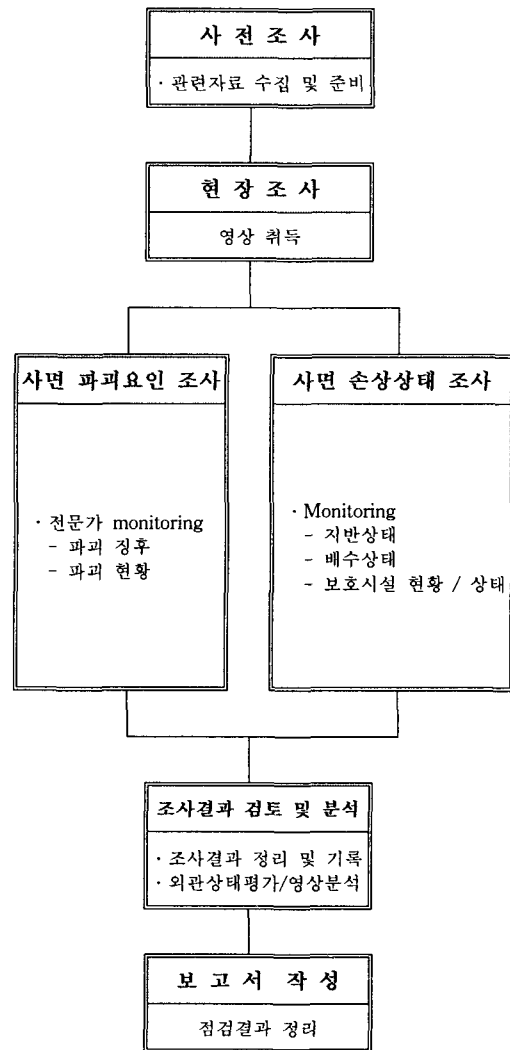 사 전 조 사
· 관련자료 수집 및 준비
현 장 조 사
영상 취득
사면 파괴요인 조사
· 전문가 monitoring
- 파괴 징후
- 파괴 현황
사면 손상상태 조사
· Monitoring
- 지반상태
- 배수상태
- 보호시설 현황 / 상태
조사결과 검토 및 분석
· 조사결과 정리 및 기록
· 외관상태평가/영상분석
보 고 서 작 성
점검결과 정리